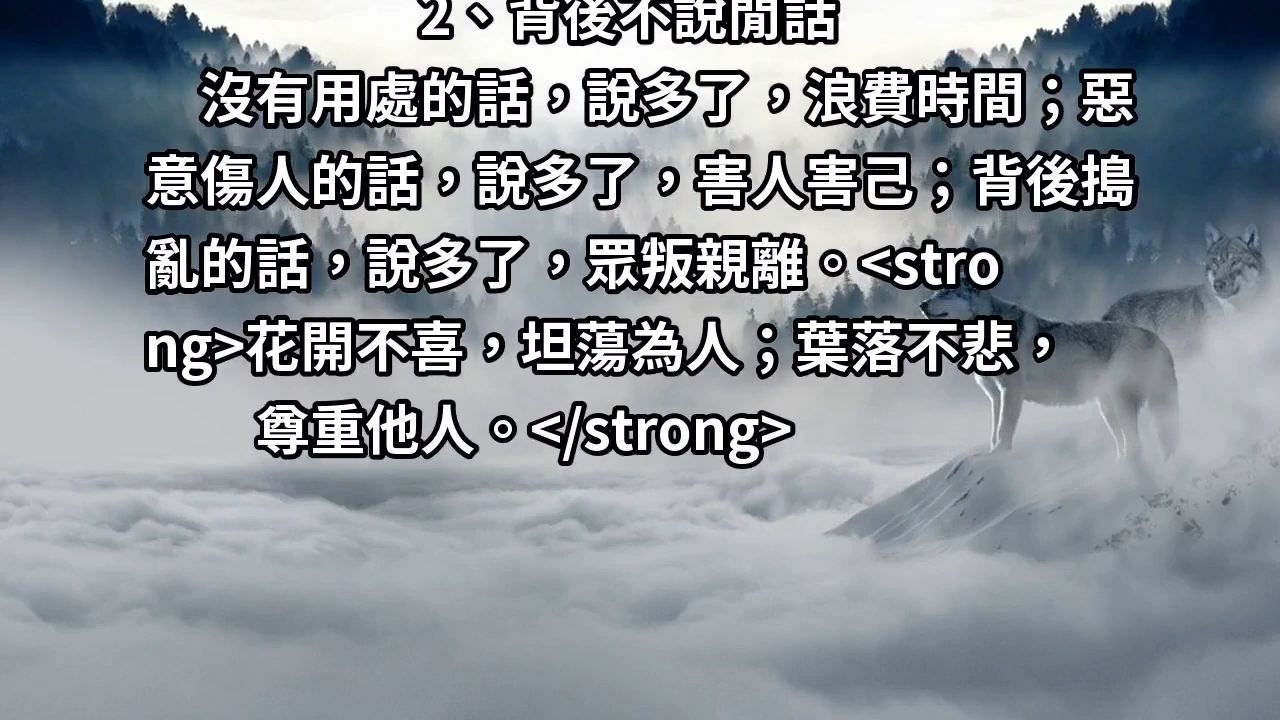 2、背後不說閒話
沒有用處的話，說多了，浪費時間；惡
意傷人的話，說多了，害人害己；背後搗
亂的話，說多了，眾叛親離。<stro
ng>花開不喜，坦蕩為人；葉落不悲，
尊重他人。</strong>